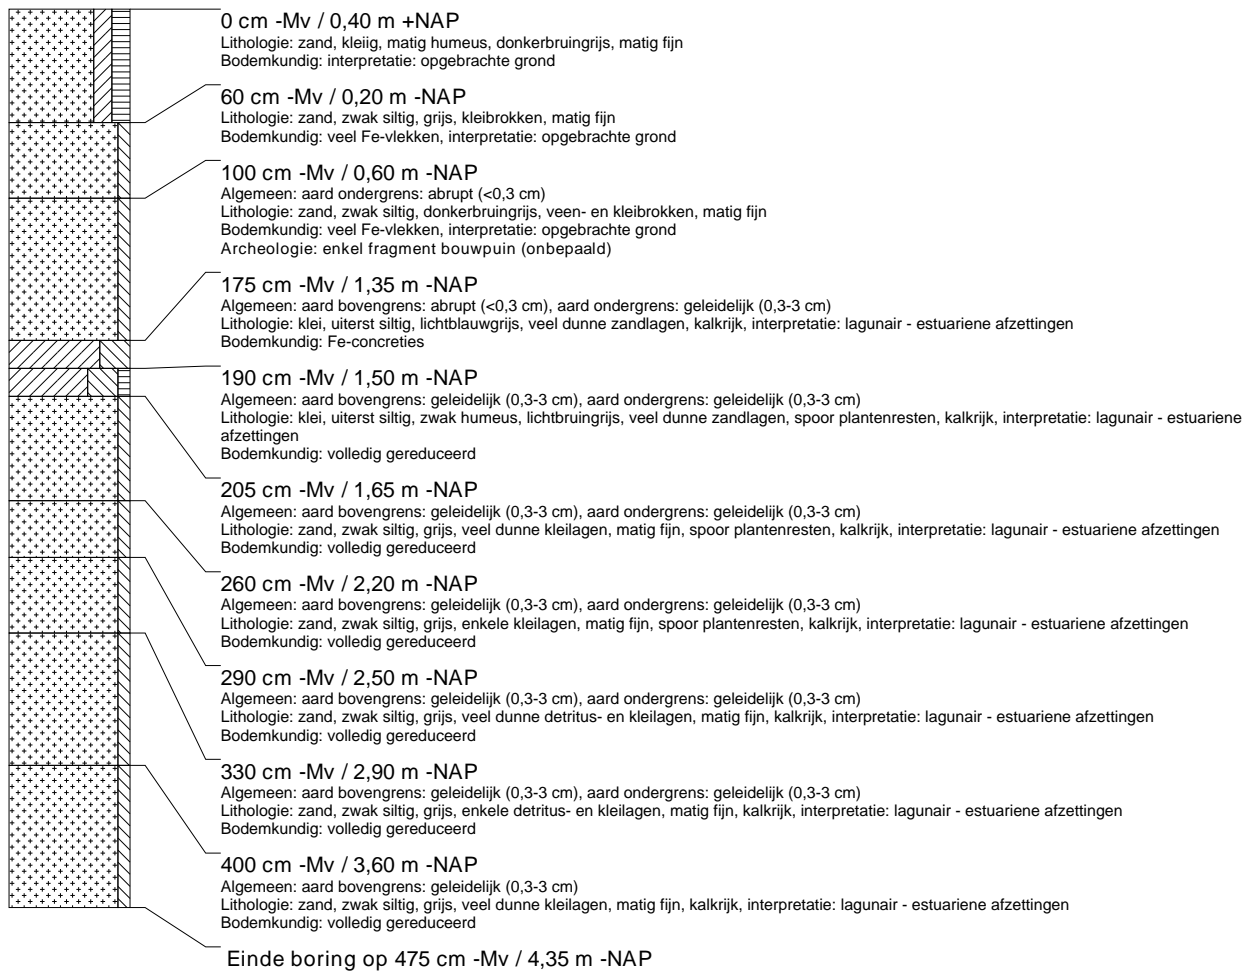 0 cm -Mv / 0,40 m +NAP
Lithologie: zand, kleiig, matig humeus, donkerbruingrijs, matig fijn
Bodemkundig: interpretatie: opgebrachte grond
60 cm -Mv / 0,20 m -NAP
Lithologie: zand, zwak siltig, grijs, kleibrokken, matig fijn
Bodemkundig: veel Fe-vlekken, interpretatie: opgebrachte grond
100 cm -Mv / 0,60 m -NAP
Algemeen: aard ondergrens: abrupt (<0,3 cm)
Lithologie: zand, zwak siltig, donkerbruingrijs, veen- en kleibrokken, matig fijn
Bodemkundig: veel Fe-vlekken, interpretatie: opgebrachte grond
Archeologie: enkel fragment bouwpuin (onbepaald)
175 cm -Mv / 1,35 m -NAP
Algemeen: aard bovengrens: abrupt (<0,3 cm), aard ondergrens: geleidelijk (0,3-3 cm)
Lithologie: klei, uiterst siltig, lichtblauwgrijs, veel dunne zandlagen, kalkrijk, interpretatie: lagunair - estuariene afzettingen
Bodemkundig: Fe-concreties
190 cm -Mv / 1,50 m -NAP
Algemeen: aard bovengrens: geleidelijk (0,3-3 cm), aard ondergrens: geleidelijk (0,3-3 cm)
Lithologie: klei, uiterst siltig, zwak humeus, lichtbruingrijs, veel dunne zandlagen, spoor plantenresten, kalkrijk, interpretatie: lagunair - estuariene
afzettingen
Bodemkundig: volledig gereduceerd
205 cm -Mv / 1,65 m -NAP
Algemeen: aard bovengrens: geleidelijk (0,3-3 cm), aard ondergrens: geleidelijk (0,3-3 cm)
Lithologie: zand, zwak siltig, grijs, veel dunne kleilagen, matig fijn, spoor plantenresten, kalkrijk, interpretatie: lagunair - estuariene afzettingen
Bodemkundig: volledig gereduceerd
260 cm -Mv / 2,20 m -NAP
Algemeen: aard bovengrens: geleidelijk (0,3-3 cm), aard ondergrens: geleidelijk (0,3-3 cm)
Lithologie: zand, zwak siltig, grijs, enkele kleilagen, matig fijn, spoor plantenresten, kalkrijk, interpretatie: lagunair - estuariene afzettingen
Bodemkundig: volledig gereduceerd
290 cm -Mv / 2,50 m -NAP
Algemeen: aard bovengrens: geleidelijk (0,3-3 cm), aard ondergrens: geleidelijk (0,3-3 cm)
Lithologie: zand, zwak siltig, grijs, veel dunne detritus- en kleilagen, matig fijn, kalkrijk, interpretatie: lagunair - estuariene afzettingen
Bodemkundig: volledig gereduceerd
330 cm -Mv / 2,90 m -NAP
Algemeen: aard bovengrens: geleidelijk (0,3-3 cm), aard ondergrens: geleidelijk (0,3-3 cm)
Lithologie: zand, zwak siltig, grijs, enkele detritus- en kleilagen, matig fijn, kalkrijk, interpretatie: lagunair - estuariene afzettingen
Bodemkundig: volledig gereduceerd
400 cm -Mv / 3,60 m -NAP
Algemeen: aard bovengrens: geleidelijk (0,3-3 cm)
Lithologie: zand, zwak siltig, grijs, veel dunne kleilagen, matig fijn, kalkrijk, interpretatie: lagunair - estuariene afzettingen
Bodemkundig: volledig gereduceerd
Einde boring op 475 cm -Mv / 4,35 m -NAP